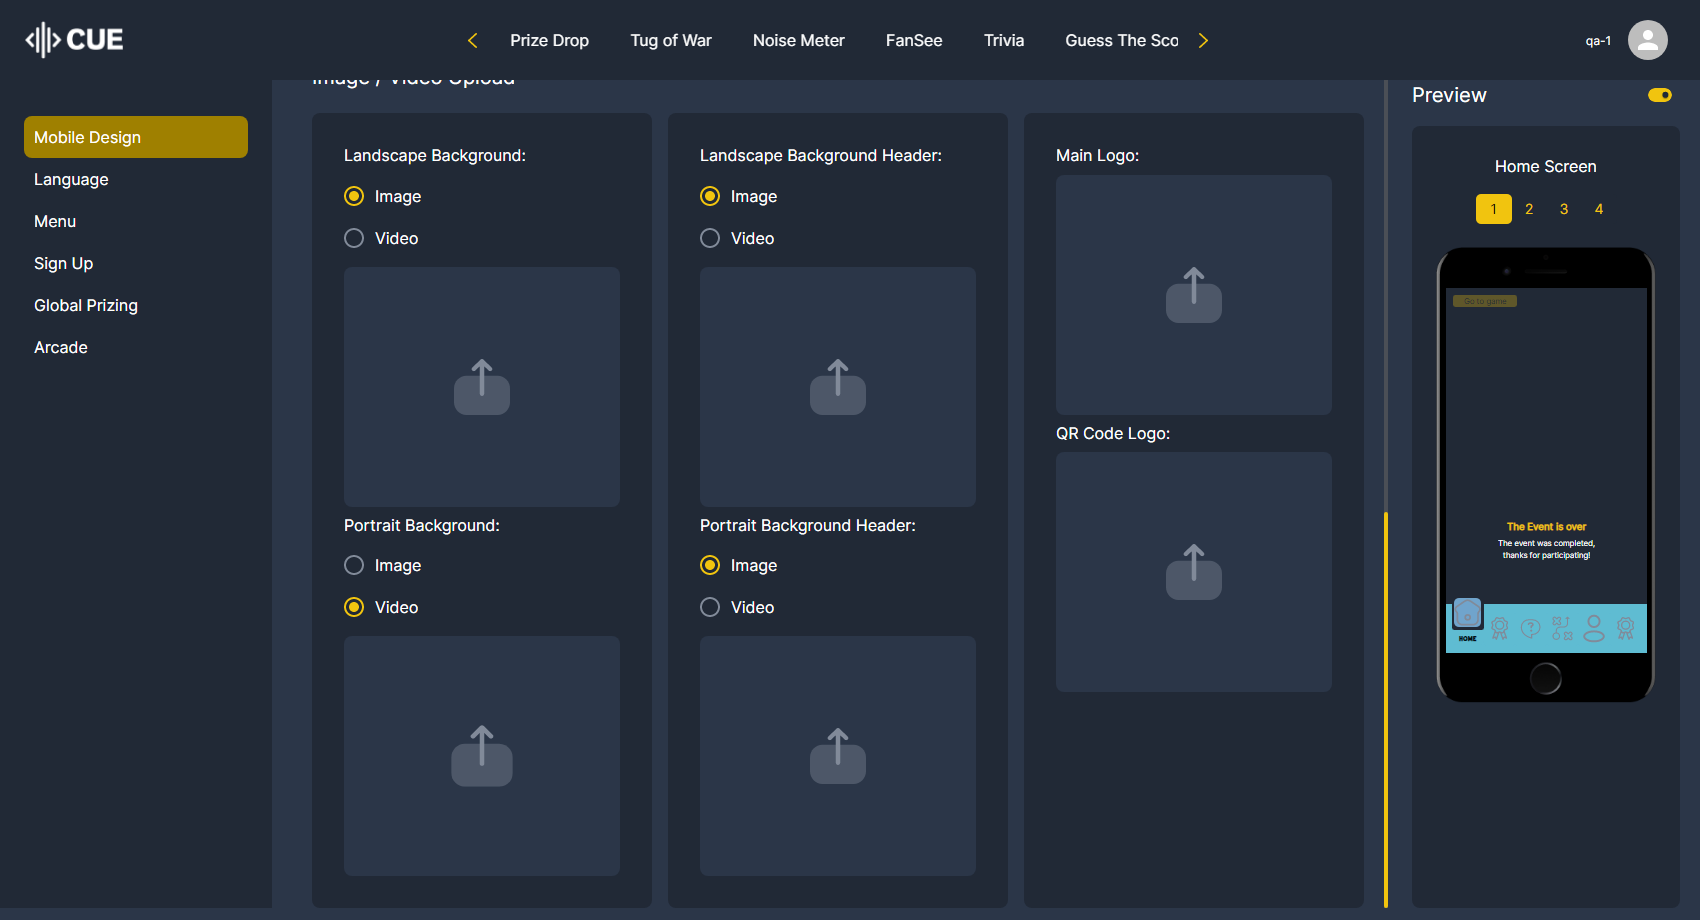 CUE
Prize Drop
Tug of War
Noise Meter
FanSee
Trivia
Guess The Sco
qa-1
Mobile Design
Language
Menu
Sign Up
Global Prizing
Arcade
Image / Video Upload
Landscape Background:
Image
Video
Portrait Background:
Image
Video
Landscape Background Header:
Image
Video
Portrait Background Header:
Image
Video
Main Logo:
QR Code Logo:
Preview
Home Screen
1 2 3 4
Go to game
The Event is over
The event was completed,
thanks for participating!
HOME